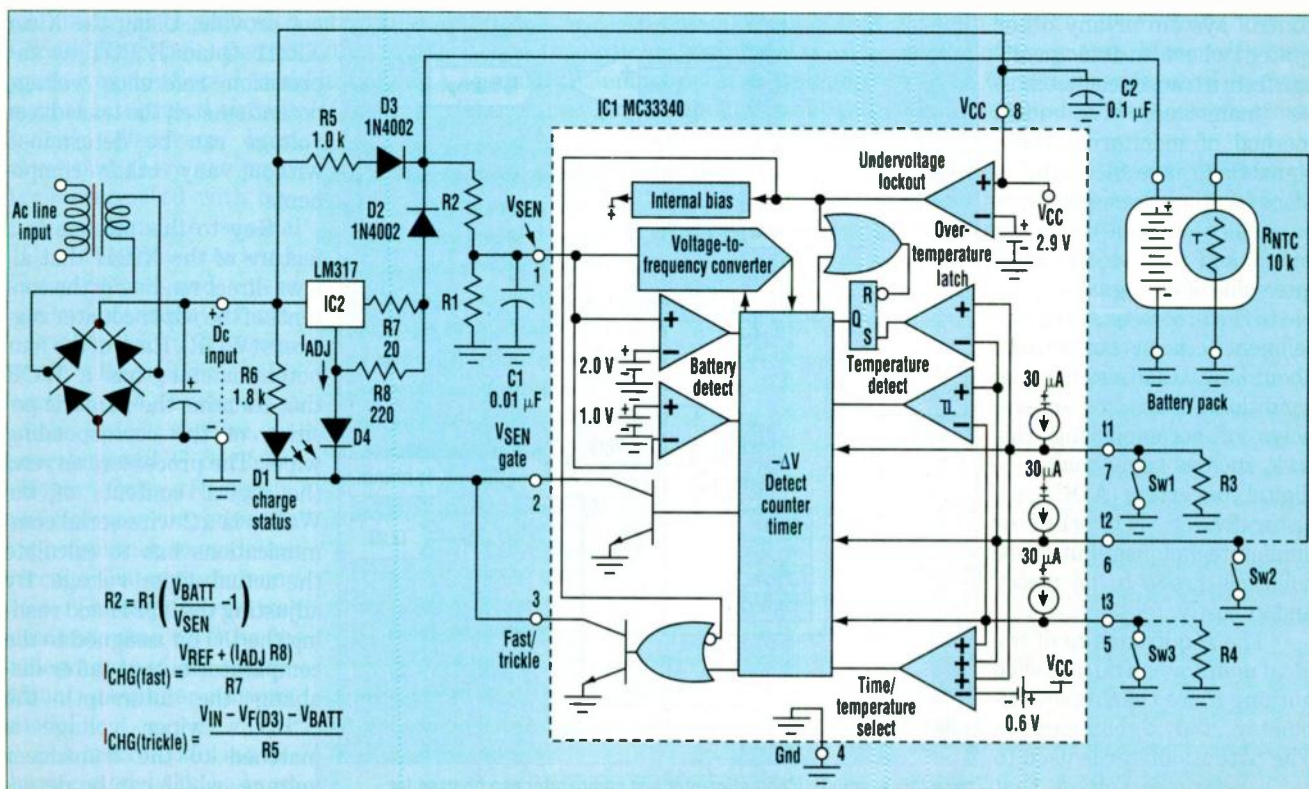 IC1 MC33340
D3
1N4002
R5
1.0 k
D2
1N4002
R2
Ac line
input
LM317
IC2
Dc
input
R7
20
R8
220
ADJ
R6
1.8 k
D4
D1
charge
status
R1
C1
0.01 µF
VSEN
1
VSEN
gate
2
3
Fast/
trickle
Internal bias
Voltage-to-
frequency converter
2.0 V
Battery
detect
1.0 V
–ΔV
Detect
counter
timer
Undervoltage
lockout
VCC
8
VCC
2.9 V
Over-
temperature
latch
R
Q
S
Temperature
detect
30 µA
30 µA
30 µA
t1
7
t2
6
t3
5
Time/
temperature
select
VCC
0.6 V
Gnd
4
C2
0.1 µF
T
RNTC
10 k
Battery pack
Sw1
R3
Sw2
Sw3
R4
R2 = R1 (VBATT/VSEN –1)
ICHG(fast) = VREF + (IADJ R8)/R7
ICHG(trickle) = VIN – VF(D3) – VBATT/R5